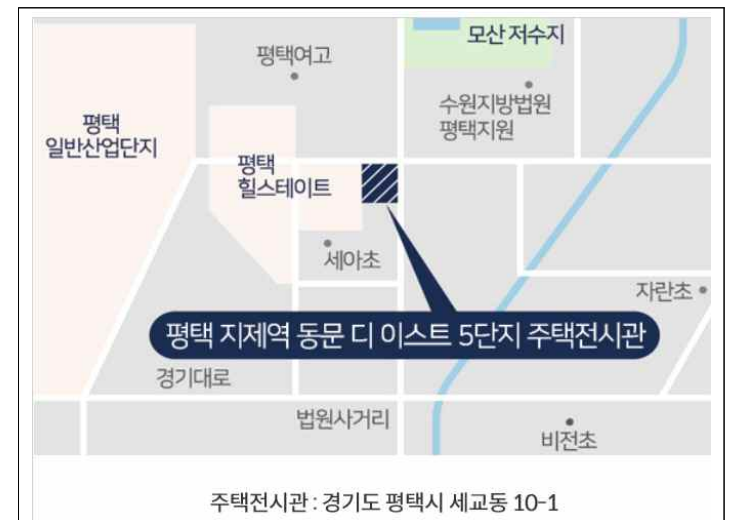 모산 저수지
평택여고
수원지방법원
평택지원
평택
일반산업단지
평택
힐스테이트
세아초
자란초
평택 지제역 동문 디 이스트 5단지 주택전시관
경기대로
법원사거리
비전초
주택전시관 : 경기도 평택시 세교동 10-1